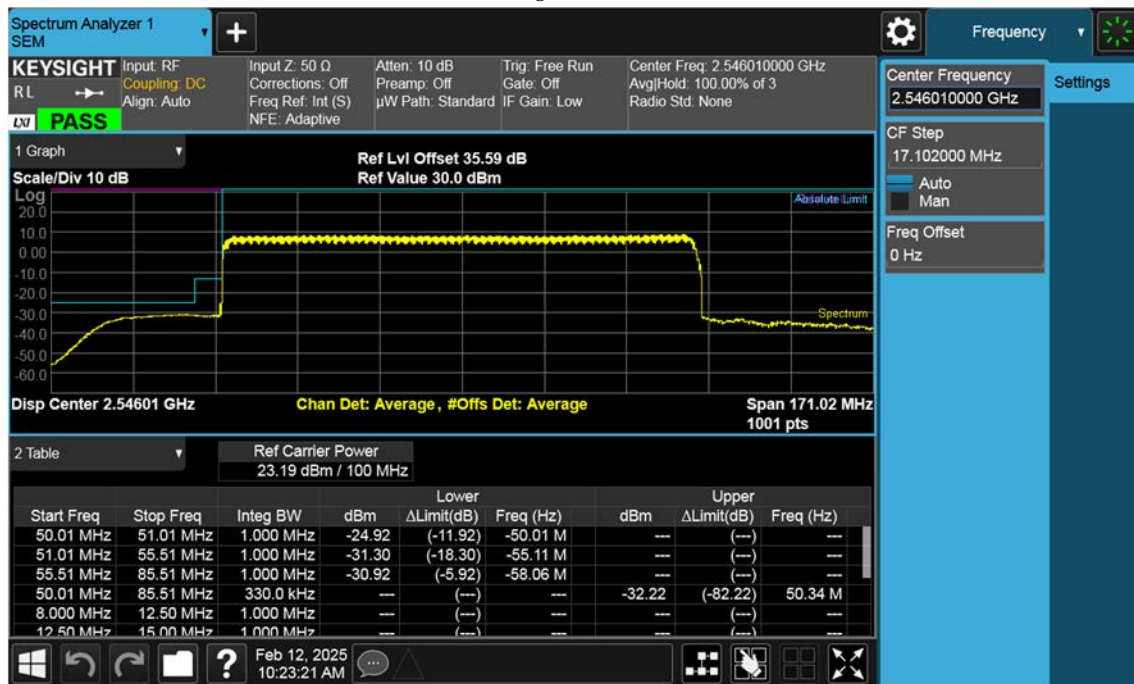 Spectrum Analyzer 1
SEM
+
Frequency
KEYSIGHT
RL
LXI
PASS
Input: RF
Coupling: DC
Align: Auto
Input Z: 50 Ω
Corrections: Off
Freq Ref: Int (S)
NFE: Adaptive
Atten: 10 dB
Preamp: Off
µW Path: Standard
Trig: Free Run
Gate: Off
IF Gain: Low
Center Freq: 2.546010000 GHz
Avg|Hold: 100.00% of 3
Radio Std: None
Center Frequency
2.546010000 GHz
Settings
CF Step
17.102000 MHz
Auto
Man
Freq Offset
0 Hz
1 Graph
Scale/Div 10 dB
Ref Lvl Offset 35.59 dB
Ref Value 30.0 dBm
Log
Absolute Limit
20.0
10.0
0.00
-10.0
-20.0
-30.0
-40.0
-50.0
-60.0
Spectrum
Disp Center 2.54601 GHz
Chan Det: Average, #Offs Det: Average
Span 171.02 MHz
1001 pts
2 Table
Ref Carrier Power
23.19 dBm / 100 MHz
Lower Upper
Start Freq Stop Freq Integ BW dBm ΔLimit(dB) Freq (Hz) dBm ΔLimit(dB) Freq (Hz)
50.01 MHz 51.01 MHz 1.000 MHz -24.92 (-11.92) -50.01 M --- (---) ---
51.01 MHz 55.51 MHz 1.000 MHz -31.30 (-18.30) -55.11 M --- (---) ---
55.51 MHz 85.51 MHz 1.000 MHz -30.92 (-5.92) -58.06 M --- (---) ---
50.01 MHz 85.51 MHz 330.0 kHz --- (---) --- -32.22 (-82.22) 50.34 M
8.000 MHz 12.50 MHz 1.000 MHz --- (---) --- --- (---) ---
12.50 MHz 15.00 MHz 1.000 MHz --- (---) --- --- (---) ---
?
Feb 12, 2025
10:23:21 AM